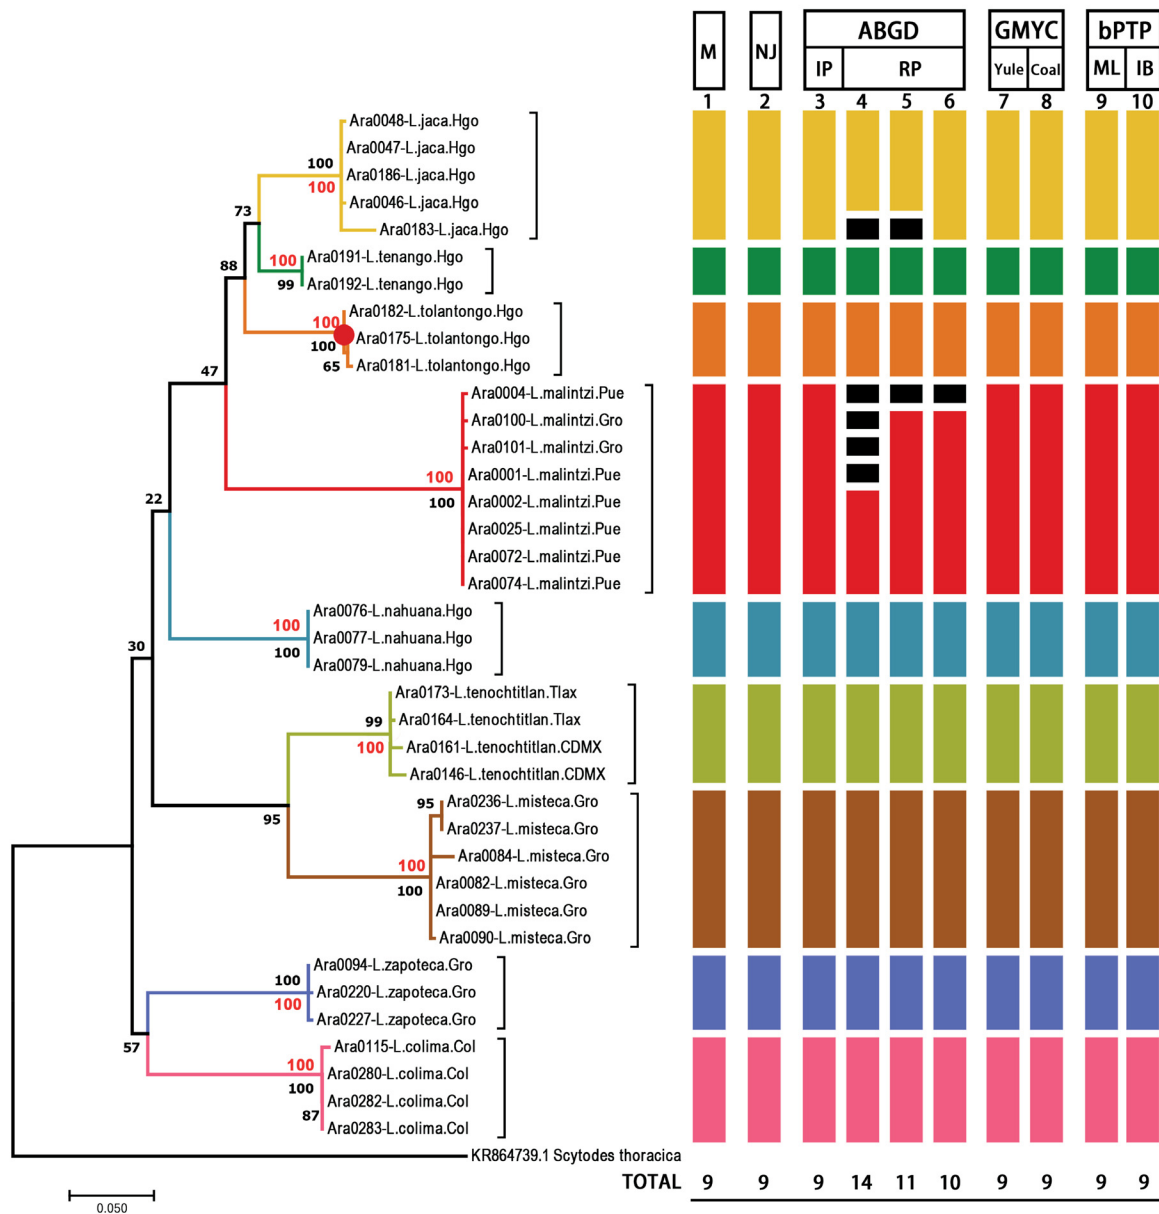 M NJ ABGD GMYC bPTP
IP RP Yule Coal ML IB
1 2 3 4 5 6 7 8 9 10
Ara0048-L.jaca.Hgo
Ara0047-L.jaca.Hgo
100
Ara0186-L.jaca.Hgo
100
Ara0046-L.jaca.Hgo
73
Ara0183-L.jaca.Hgo
100
Ara0191-L.tenango.Hgo
88
99
Ara0192-L.tenango.Hgo
Ara0182-L.tolantongo.Hgo
100
Ara0175-L.tolantongo.Hgo
100
65
Ara0181-L.tolantongo.Hgo
47
Ara0004-L.malintzi.Pue
Ara0100-L.malintzi.Gro
Ara0101-L.malintzi.Gro
100
Ara0001-L.malintzi.Pue
100
Ara0002-L.malintzi.Pue
22
Ara0025-L.malintzi.Pue
Ara0072-L.malintzi.Pue
Ara0074-L.malintzi.Pue
Ara0076-L.nahuana.Hgo
100
Ara0077-L.nahuana.Hgo
30
100
Ara0079-L.nahuana.Hgo
Ara0173-L.tenochtitlan.Tlax
99
Ara0164-L.tenochtitlan.Tlax
100
Ara0161-L.tenochtitlan.CDMX
Ara0146-L.tenochtitlan.CDMX
95
Ara0236-L.misteca.Gro
95
Ara0237-L.misteca.Gro
Ara0084-L.misteca.Gro
100
Ara0082-L.misteca.Gro
100
Ara0089-L.misteca.Gro
Ara0090-L.misteca.Gro
Ara0094-L.zapoteca.Gro
100
Ara0220-L.zapoteca.Gro
100
Ara0227-L.zapoteca.Gro
57
Ara0115-L.colima.Col
100
Ara0280-L.colima.Col
100
Ara0282-L.colima.Col
87
Ara0283-L.colima.Col
KR864739.1 Scytodes thoracica
TOTAL 9 9 9 14 11 10 9 9 9 9
0.050